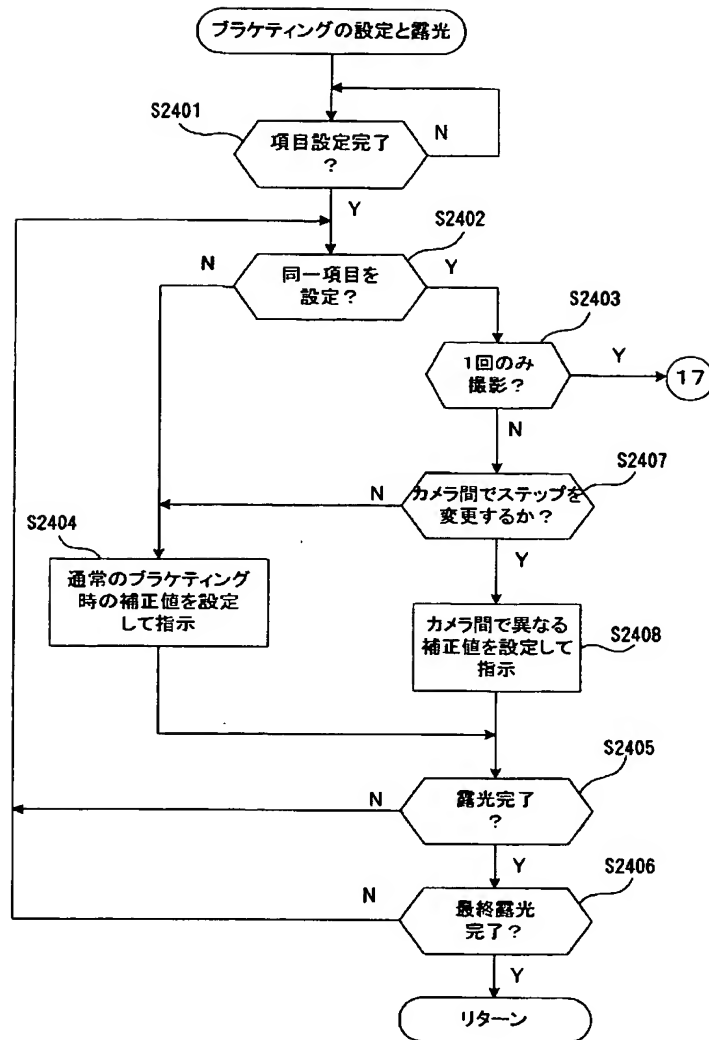 ブラケティングの設定と露光
S2401
項目設定完了
?
N
Y
S2402
N
同一項目を
設定?
Y
S2403
1回のみ
撮影?
Y
17
N
S2407
N
カメラ間でステップを
変更するか?
S2404
Y
通常のブラケティング
時の補正値を設定
して指示
カメラ間で異なる
補正値を設定して
指示
S2408
S2405
N
露光完了
?
Y
S2406
N
最終露光
完了?
Y
リターン